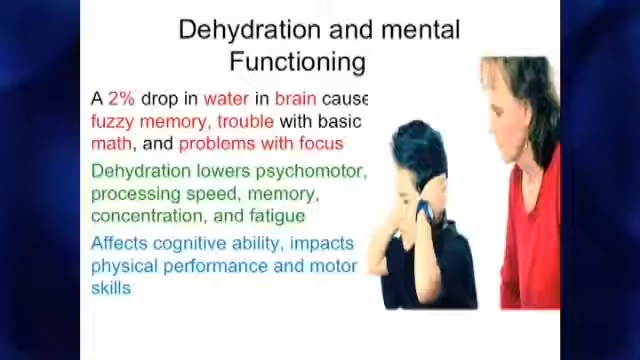 Dehydration and mental
Functioning
A 2% drop in water in brain cause
fuzzy memory, trouble with basic
math, and problems with focus
Dehydration lowers psychomotor,
processing speed, memory,
concentration, and fatigue
Affects cognitive ability, impacts
physical performance and motor
skills